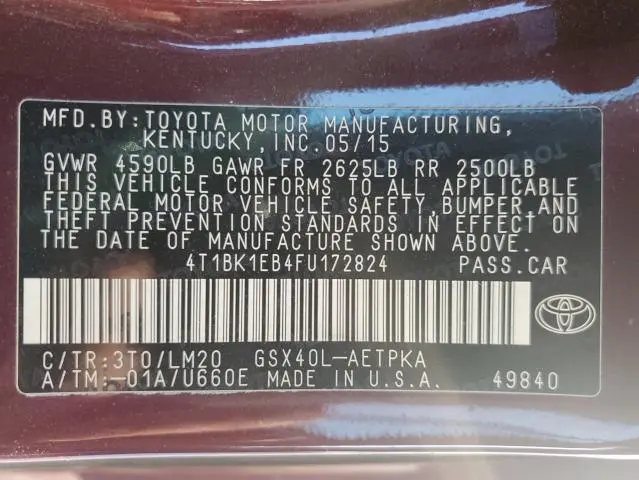 MFD.BY:TOYOTA MOTOR MANUFACTURING,
KENTUCKY, INC.05/15
GVWR 4590LB GAWR FR 2625LB RR 2500LB
THIS VEHICLE CONFORMS TO ALL APPLICABLE
FEDERAL MOTOR VEHICLE SAFETY, BUMPER, AND
THEFT PREVENTION STANDARDS IN EFFECT ON
THE DATE OF MANUFACTURE SHOWN ABOVE.
4T1BK1EB4FU172824 PASS.CAR
C/TR:3T0/LM20 GSX40L-AETPKA
A/TM:-01A/U660E MADE IN U.S.A. 49840